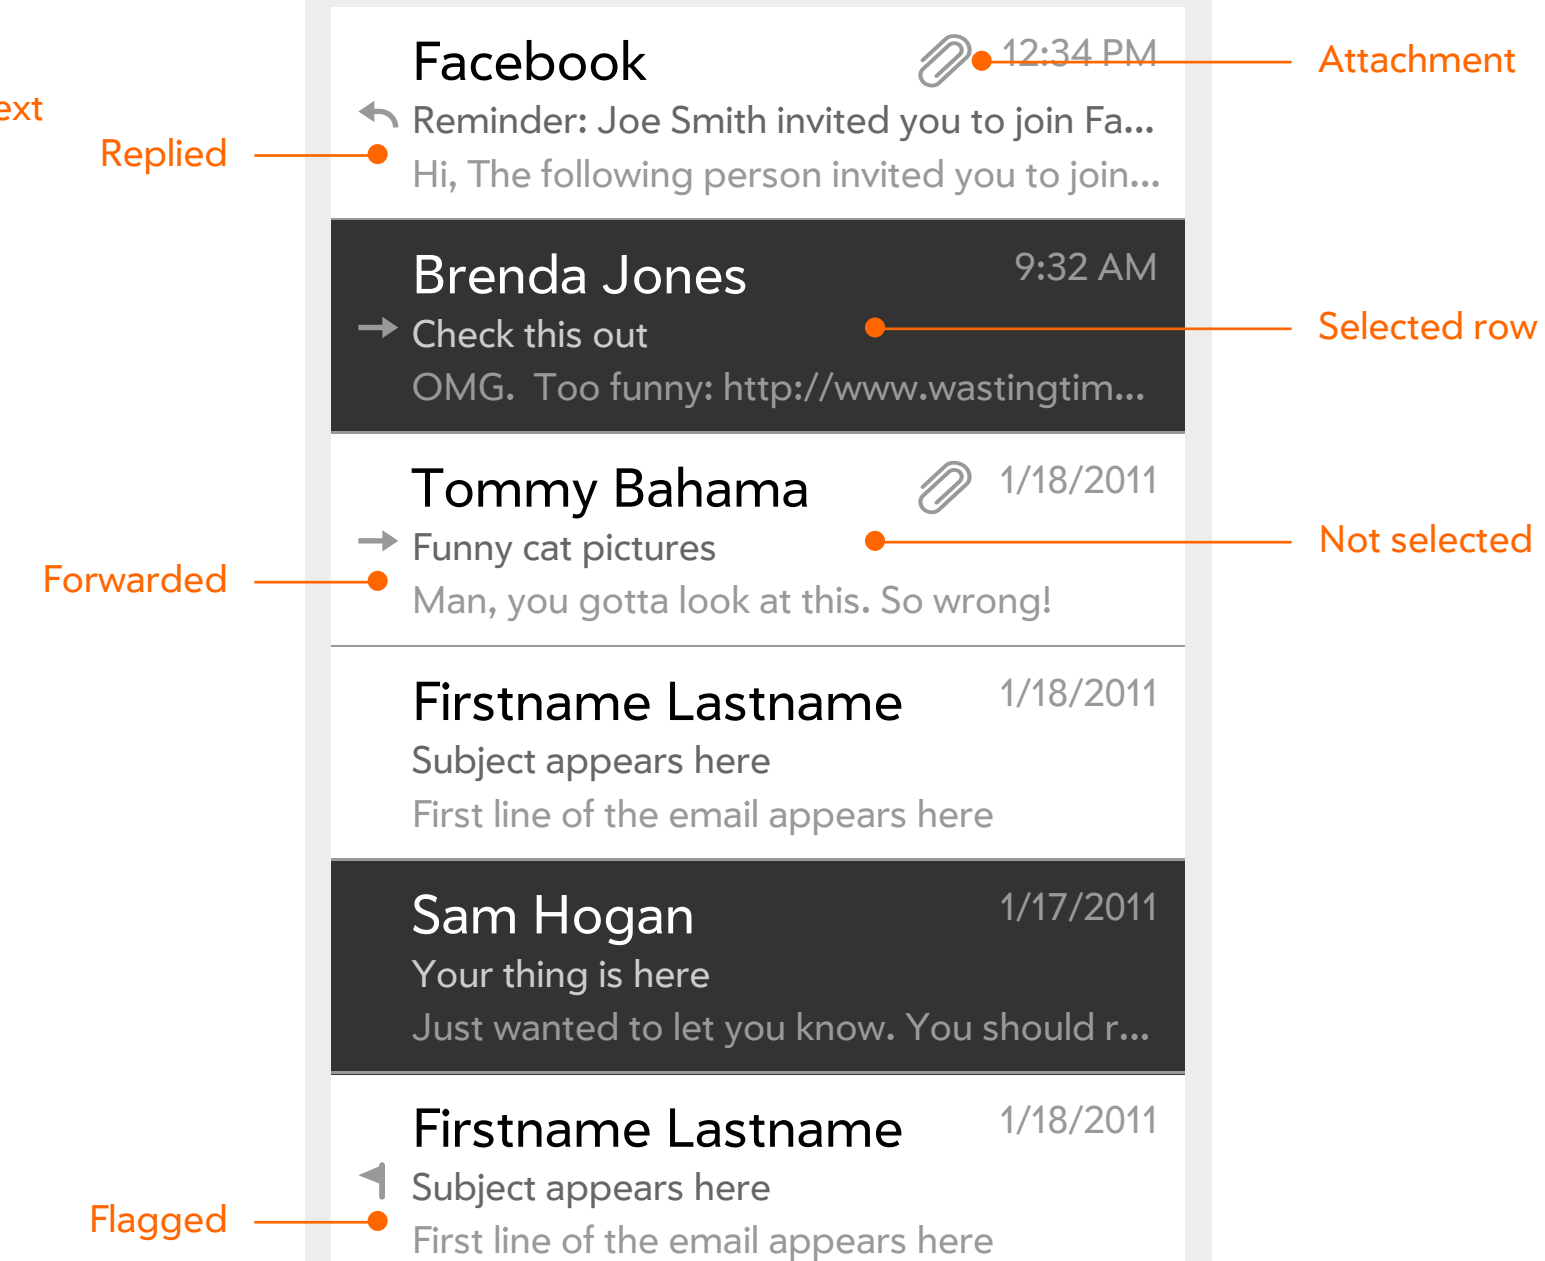 Facebook
12:34 PM
Attachment
ext
Reminder: Joe Smith invited you to join Fa...
Replied
Hi, The following person invited you to join...
Brenda Jones
9:32 AM
Check this out
Selected row
OMG.  Too funny: http://www.wastingtim...
Tommy Bahama
1/18/2011
Funny cat pictures
Not selected
Forwarded
Man, you gotta look at this. So wrong!
Firstname Lastname
1/18/2011
Subject appears here
First line of the email appears here
Sam Hogan
1/17/2011
Your thing is here
Just wanted to let you know. You should r...
Firstname Lastname
1/18/2011
Subject appears here
Flagged
First line of the email appears here